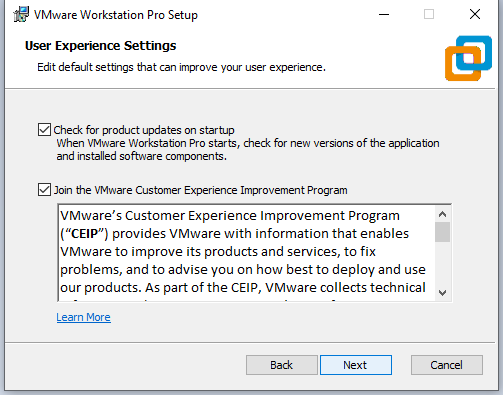 VMware Workstation Pro Setup
User Experience Settings
Edit default settings that can improve your user experience.
Check for product updates on startup
When VMware Workstation Pro starts, check for new versions of the application
and installed software components.
Join the VMware Customer Experience Improvement Program
VMware's Customer Experience Improvement Program
("CEIP") provides VMware with information that enables
VMware to improve its products and services, to fix
problems, and to advise you on how best to deploy and use
our products. As part of the CEIP, VMware collects technical
Learn More
Back
Next
Cancel